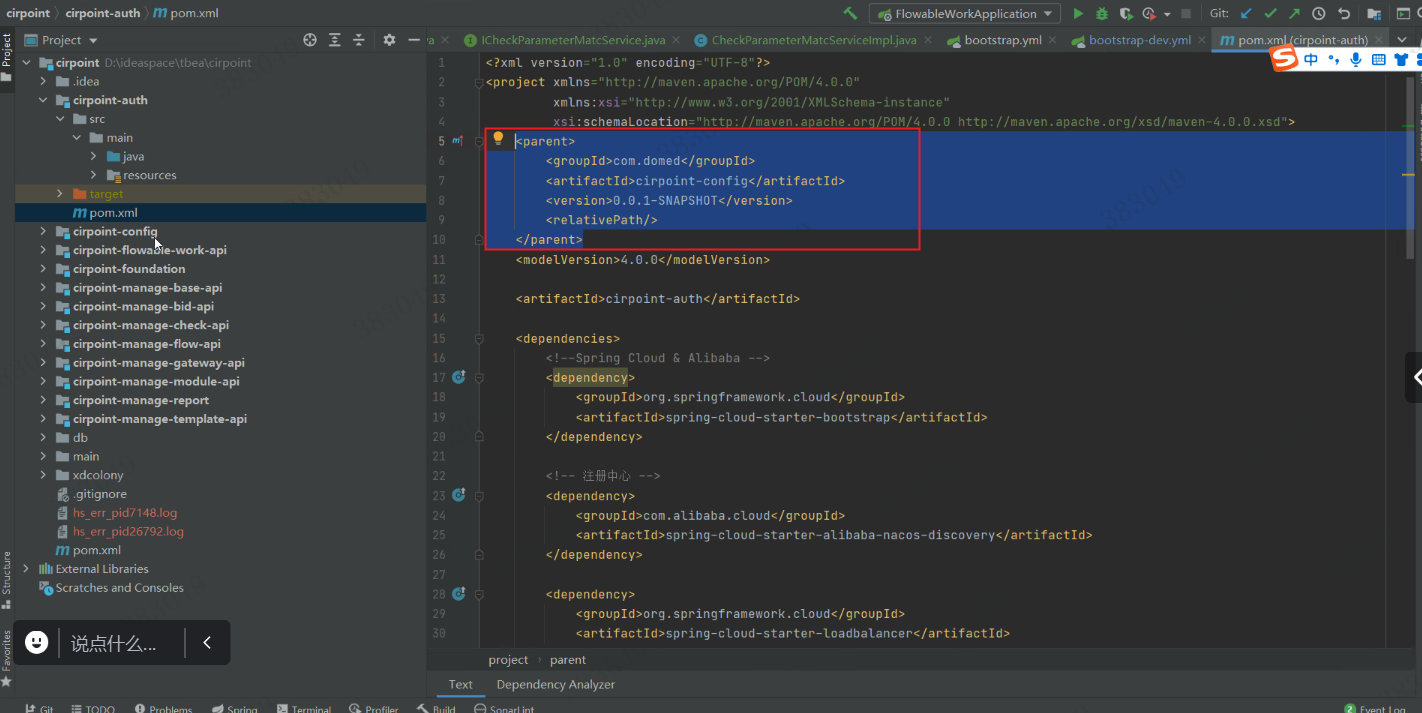 cirpoint cirpoint-auth pom.xml
FlowableWorkApplication
Git:
Project
ICheckParameterMatcService.java
CheckParameterMatcServiceImpl.java
bootstrap.yml
bootstrap-dev.yml
pom.xml (cirpoint-auth)
中
Project
cirpoint D:\ideaspace\tbea\cirpoint
.idea
cirpoint-auth
src
main
java
resources
target
pom.xml
cirpoint-config
cirpoint-flowable-work-api
cirpoint-foundation
cirpoint-manage-base-api
cirpoint-manage-bid-api
cirpoint-manage-check-api
cirpoint-manage-flow-api
cirpoint-manage-gateway-api
cirpoint-manage-module-api
cirpoint-manage-report
cirpoint-manage-template-api
db
main
xdcolony
.gitignore
hs_err_pid7148.log
hs_err_pid26792.log
pom.xml
External Libraries
Scratches and Consoles
Structure
Favorites
说点什么...
1 <?xml version="1.0" encoding="UTF-8"?>
2 <project xmlns="http://maven.apache.org/POM/4.0.0"
3 xmlns:xsi="http://www.w3.org/2001/XMLSchema-instance"
4 xsi:schemaLocation="http://maven.apache.org/POM/4.0.0 http://maven.apache.org/xsd/maven-4.0.0.xsd">
5 <parent>
6 <groupId>com.domed</groupId>
7 <artifactId>cirpoint-config</artifactId>
8 <version>0.0.1-SNAPSHOT</version>
9 <relativePath/>
10 </parent>
11 <modelVersion>4.0.0</modelVersion>
12
13 <artifactId>cirpoint-auth</artifactId>
14
15 <dependencies>
16 <!--Spring Cloud & Alibaba -->
17 <dependency>
18 <groupId>org.springframework.cloud</groupId>
19 <artifactId>spring-cloud-starter-bootstrap</artifactId>
20 </dependency>
21
22 <!-- 注册中心 -->
23 <dependency>
24 <groupId>com.alibaba.cloud</groupId>
25 <artifactId>spring-cloud-starter-alibaba-nacos-discovery</artifactId>
26 </dependency>
27
28 <dependency>
29 <groupId>org.springframework.cloud</groupId>
30 <artifactId>spring-cloud-starter-loadbalancer</artifactId>
project parent
Text Dependency Analyzer
Git TODO Problems Spring Terminal Profiler Build SonarLint
2 Event Log